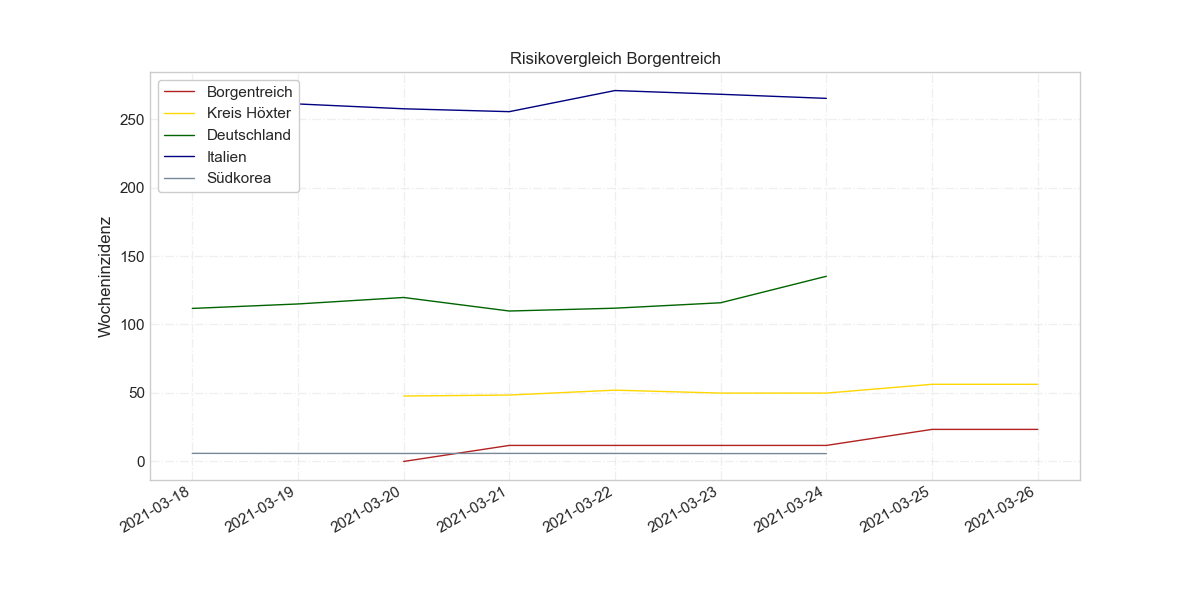 Risikovergleich Borgentreich
Borgentreich
Kreis Höxter
Deutschland
Italien
Südkorea
Wocheninzidenz
250
200
150
100
50
0
2021-03-18
2021-03-19
2021-03-20
2021-03-21
2021-03-22
2021-03-23
2021-03-24
2021-03-25
2021-03-26